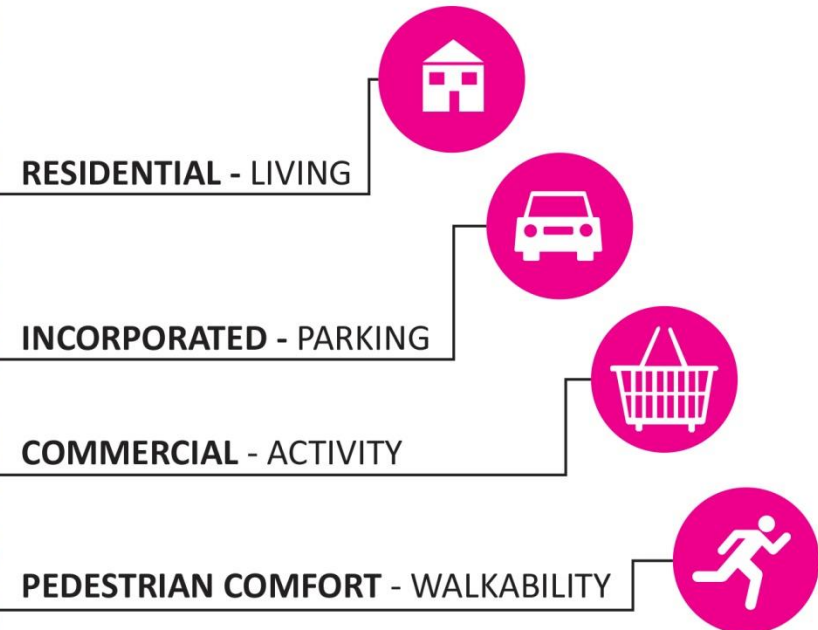 RESIDENTIAL - LIVING
INCORPORATED - PARKING
COMMERCIAL - ACTIVITY
PEDESTRIAN COMFORT - WALKABILITY